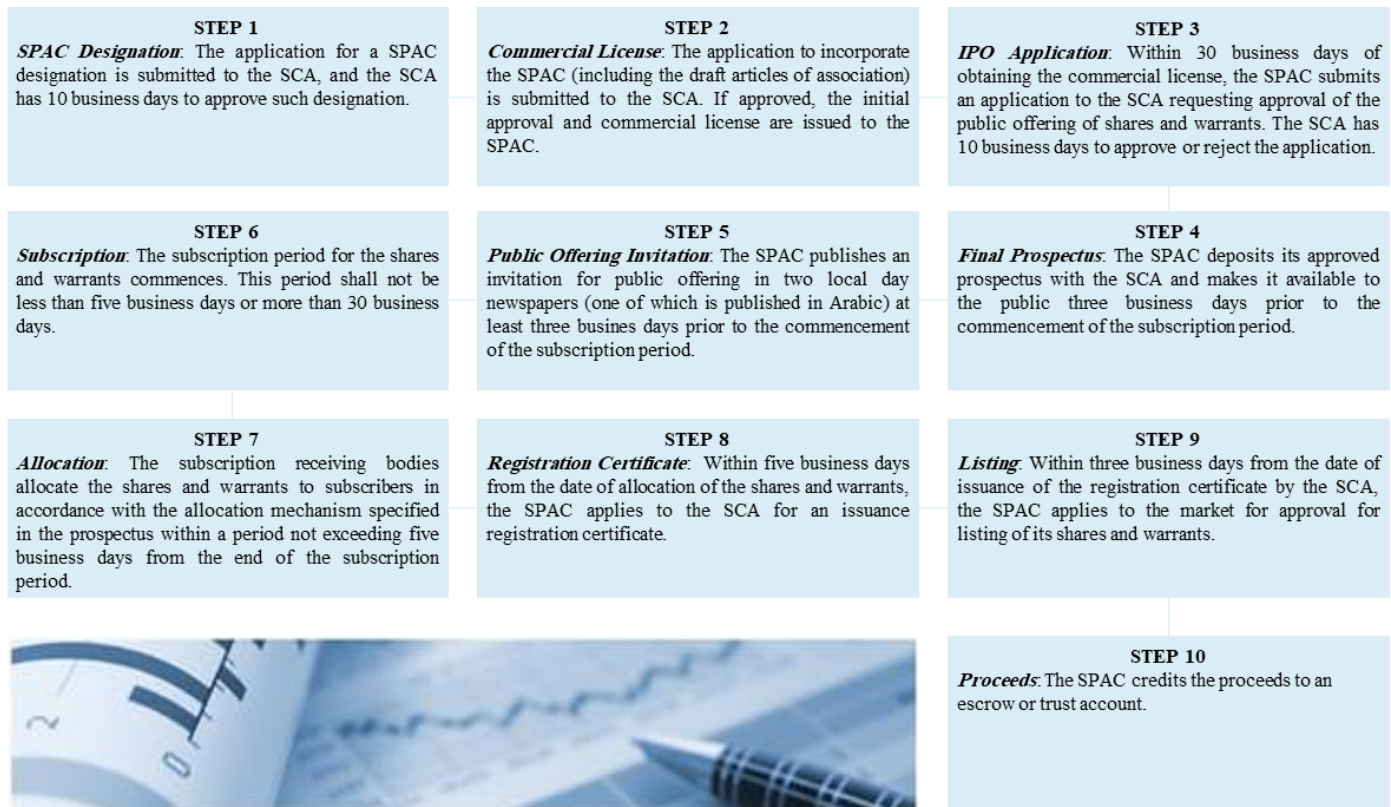 STEP 1
SPAC Designation: The application for a SPAC
designation is submitted to the SCA, and the SCA
has 10 business days to approve such designation.
STEP 2
Commercial License: The application to incorporate
the SPAC (including the draft articles of association)
is submitted to the SCA. If approved, the initial
approval and commercial license are issued to the
SPAC.
STEP 3
IPO Application: Within 30 business days of
obtaining the commercial license, the SPAC submits
an application to the SCA requesting approval of the
public offering of shares and warrants. The SCA has
10 business days to approve or reject the application.
STEP 4
Final Prospectus: The SPAC deposits its approved
prospectus with the SCA and makes it available to
the public three business days prior to the
commencement of the subscription period.
STEP 5
Public Offering Invitation: The SPAC publishes an
invitation for public offering in two local day
newspapers (one of which is published in Arabic) at
least three busines days prior to the commencement
of the subscription period.
STEP 6
Subscription: The subscription period for the shares
and warrants commences. This period shall not be
less than five business days or more than 30 business
days.
STEP 7
Allocation: The subscription receiving bodies
allocate the shares and warrants to subscribers in
accordance with the allocation mechanism specified
in the prospectus within a period not exceeding five
business days from the end of the subscription
period.
STEP 8
Registration Certificate: Within five business days
from the date of allocation of the shares and warrants,
the SPAC applies to the SCA for an issuance
registration certificate.
STEP 9
Listing: Within three business days from the date of
issuance of the registration certificate by the SCA,
the SPAC applies to the market for approval for
listing of its shares and warrants.
STEP 10
Proceeds: The SPAC credits the proceeds to an
escrow or trust account.
2
0